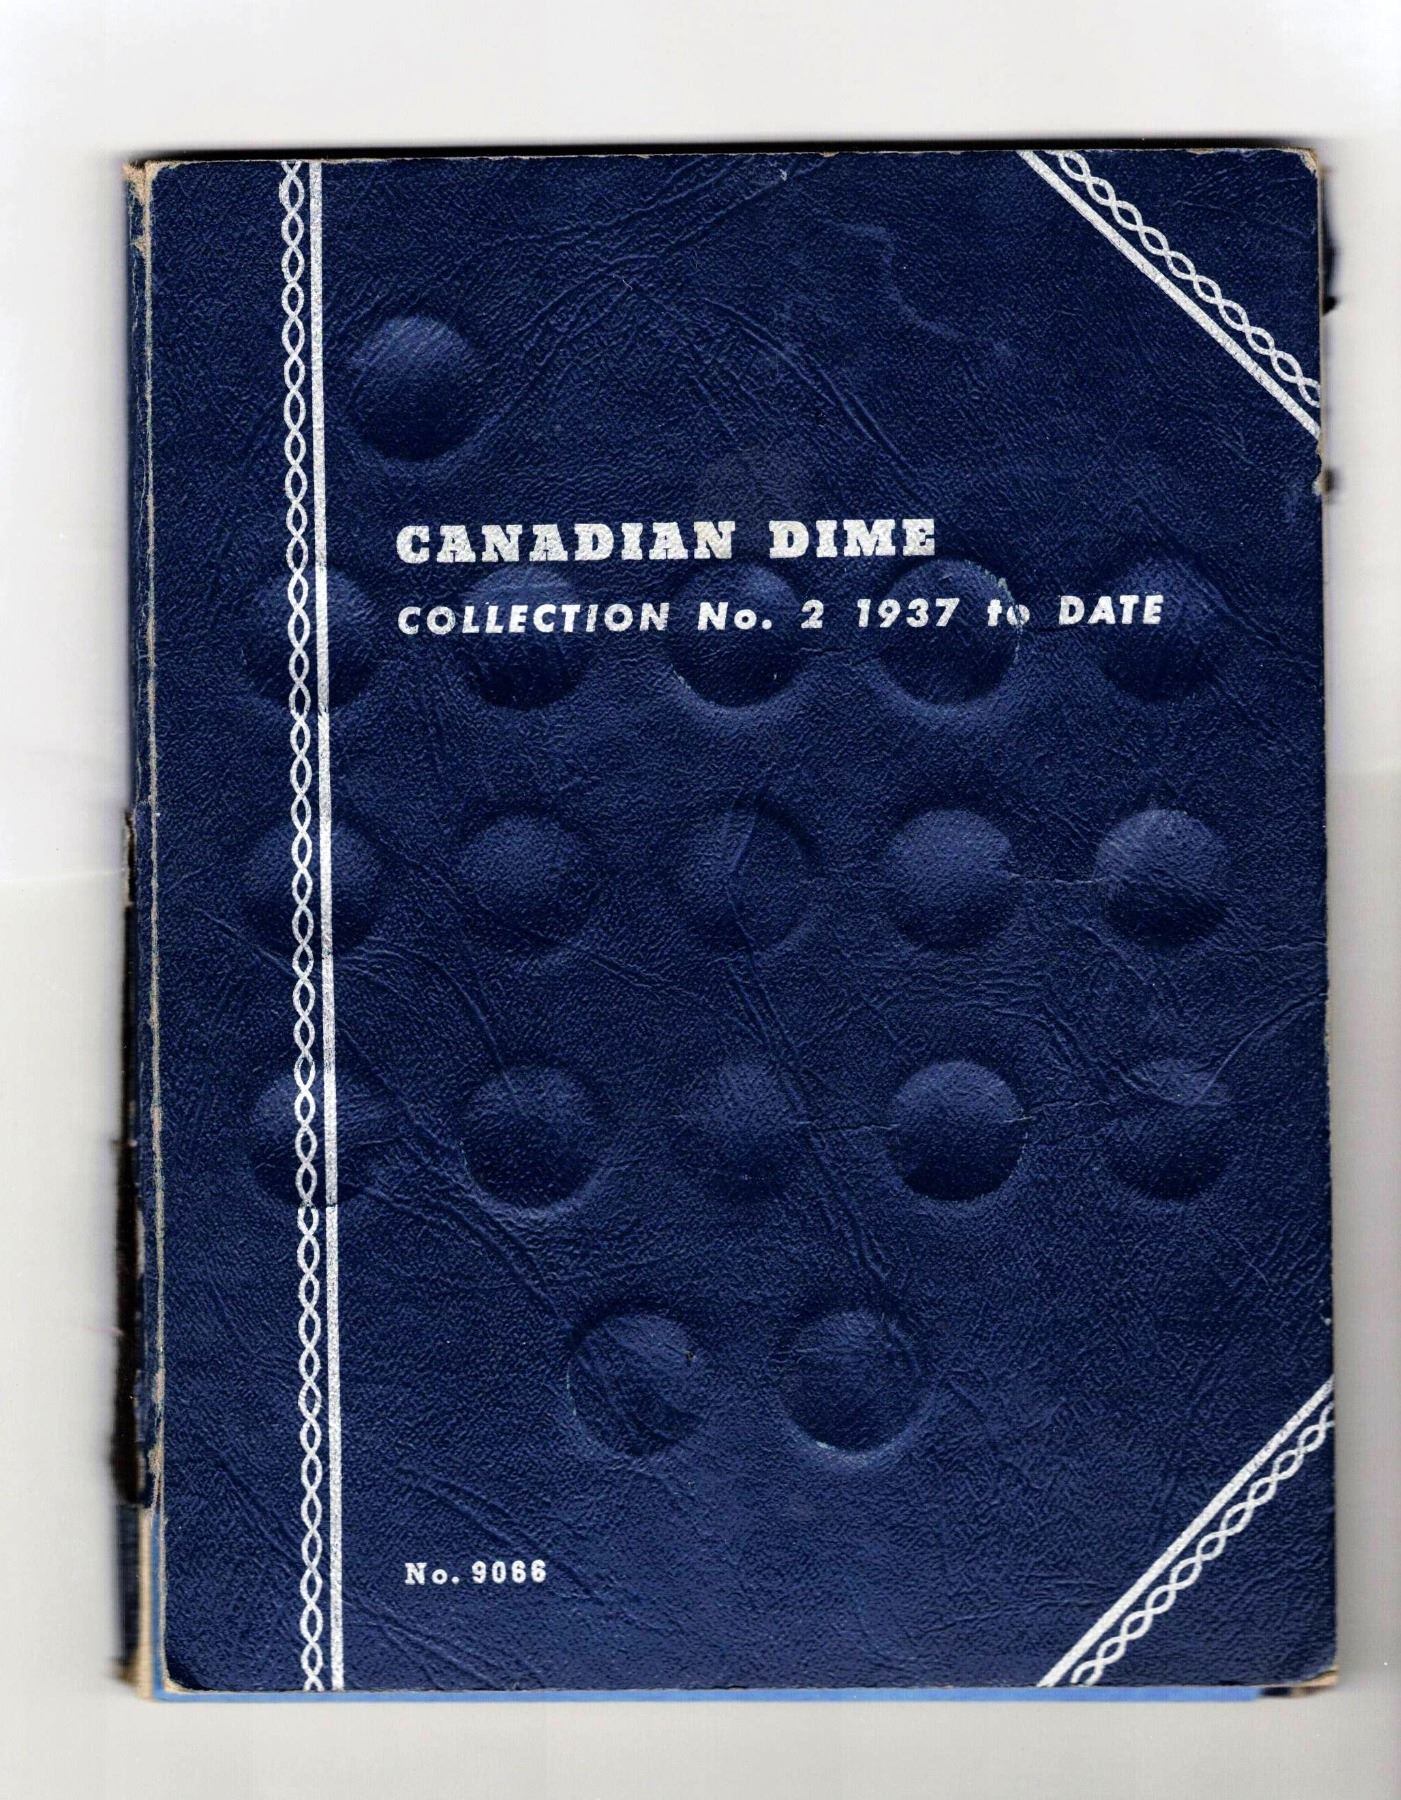 CANADIAN DIME
COLLECTION No. 2 1937 to DATE
No. 9066